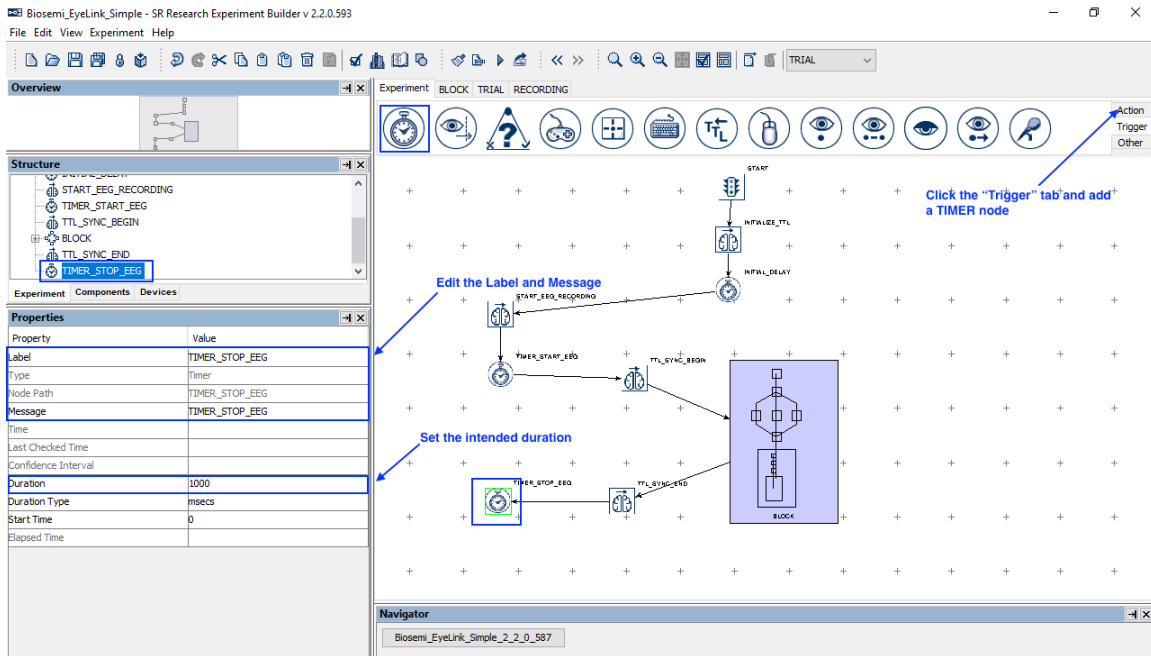 Biosemi_EyeLink_Simple - SR Research Experiment Builder v 2.2.0.593
File Edit View Experiment Help
TRIAL
Overview
Structure
INITIAL_DELAY
START_EEG_RECORDING
TIMER_START_EEG
TTL_SYNC_BEGIN
BLOCK
TTL_SYNC_END
TIMER_STOP_EEG
Experiment Components Devices
Properties
Property Value
Label TIMER_STOP_EEG
Type Timer
Node Path TIMER_STOP_EEG
Message TIMER_STOP_EEG
Time
Last Checked Time
Confidence Interval
Duration 1000
Duration Type msecs
Start Time 0
Elapsed Time
Experiment BLOCK TRIAL RECORDING
TTL
Action
Trigger
Other
Click the “Trigger” tab and add
a TIMER node
START
INITIALIZE_TTL
INITIAL_DELAY
Edit the Label and Message
START_EEG_RECORDING
TIMER_START_EEG
TTL_SYNC_BEGIN
Set the intended duration
TIMER_STOP_EEG
TTL_SYNC_END
BLOCK
Navigator
Biosemi_EyeLink_Simple_2_2_0_587